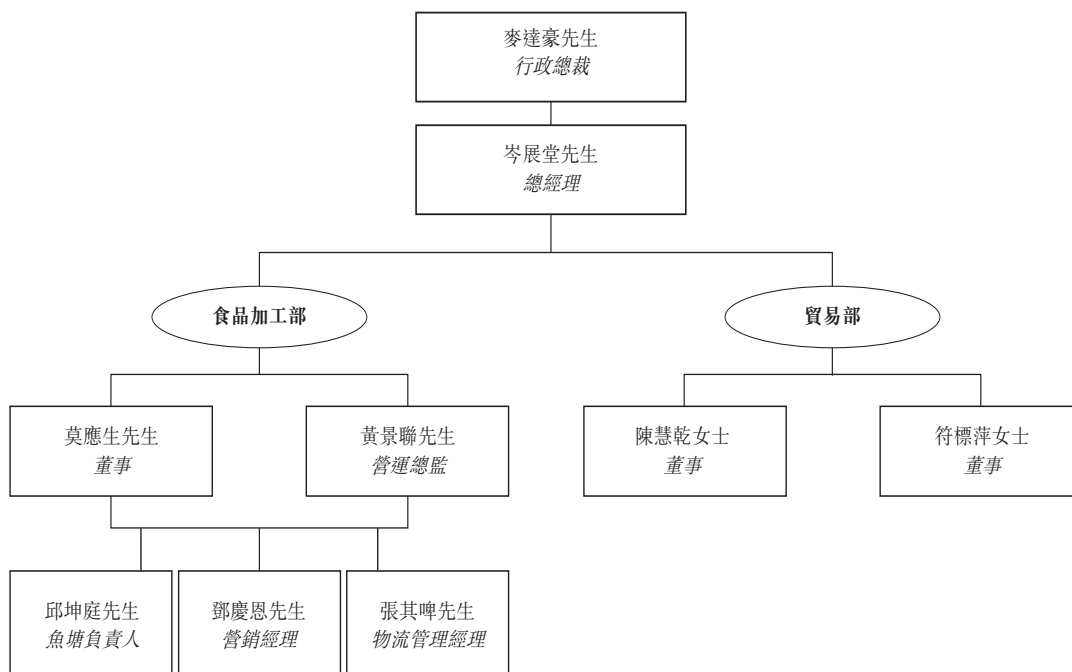 麥達豪先生
行政總裁
岑展堂先生
總經理
食品加工部
貿易部
莫應生先生
董事
黃景聯先生
營運總監
陳慧乾女士
董事
符標萍女士
董事
邱坤庭先生
魚塘負責人
鄧慶恩先生
營銷經理
張其啤先生
物流管理經理